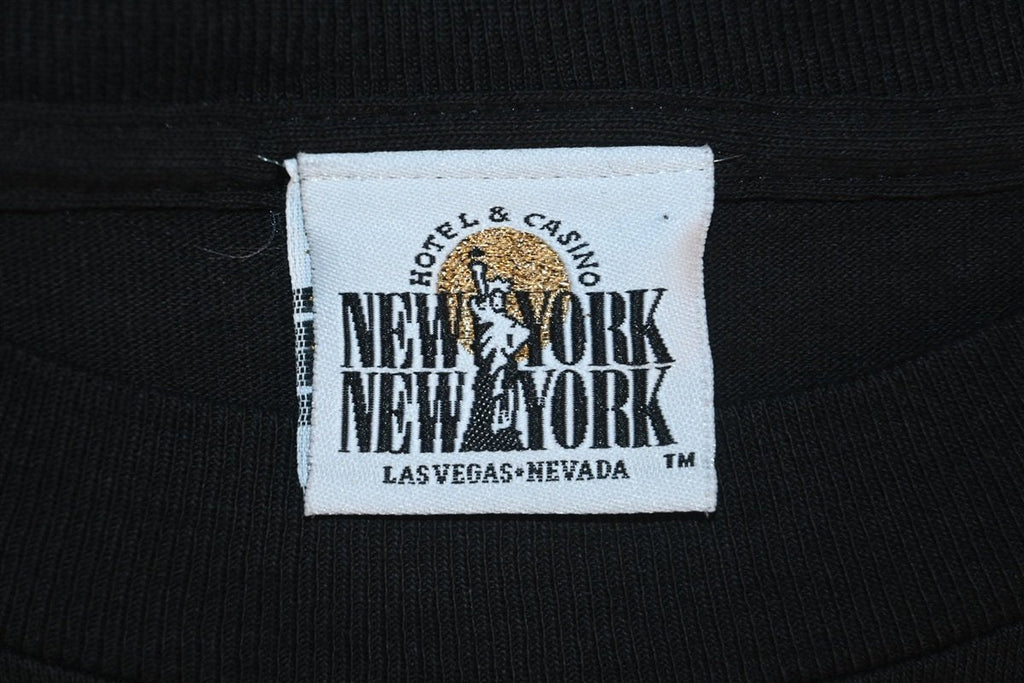 HOTEL & CASINO
NEW YORK
NEW YORK
LAS VEGAS•NEVADA
TM